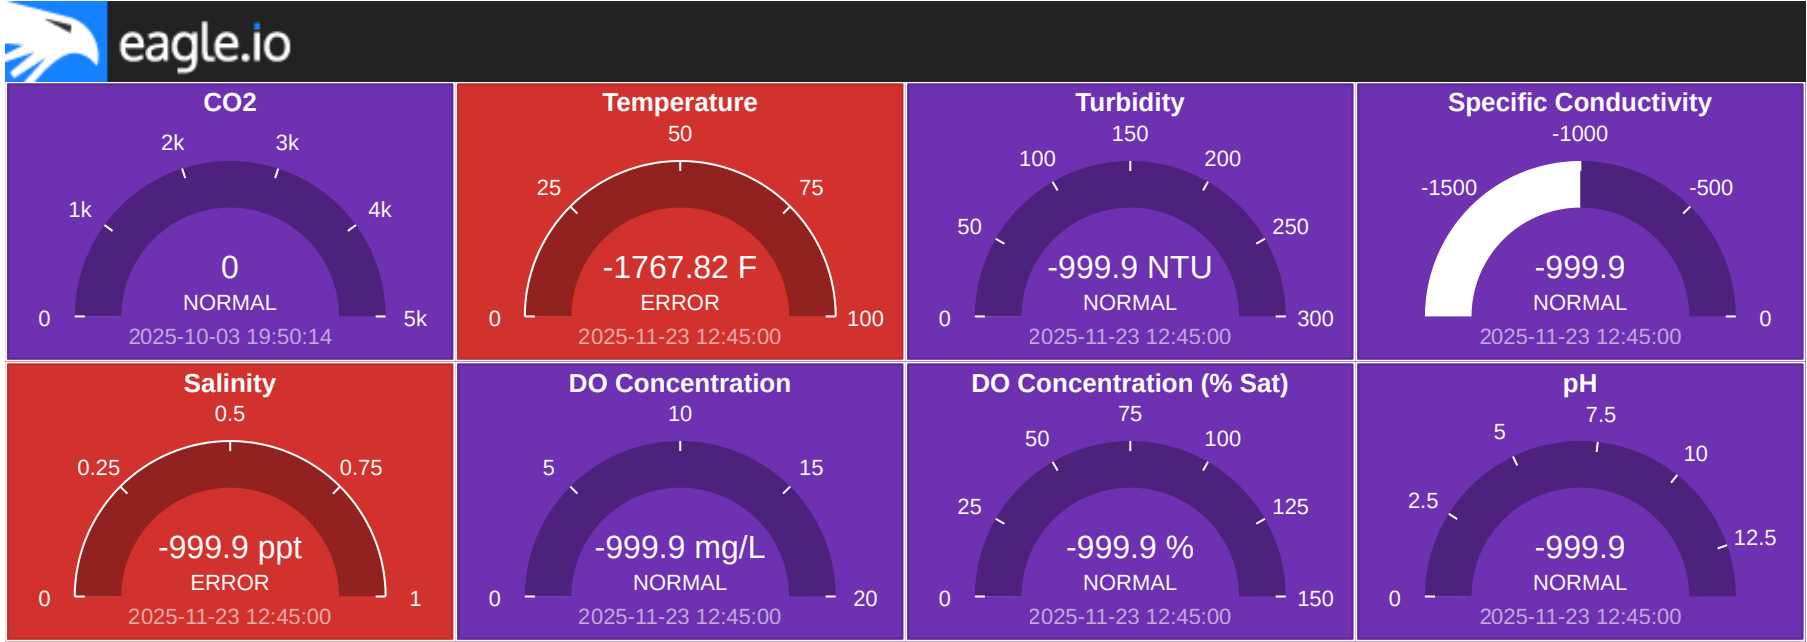 eagle.io
CO2
0
1k
2k
3k
4k
5k
0
NORMAL
2025-10-03 19:50:14
Temperature
0
25
50
75
100
-1767.82 F
ERROR
2025-11-23 12:45:00
Turbidity
0
50
100
150
200
250
300
-999.9 NTU
NORMAL
2025-11-23 12:45:00
Specific Conductivity
-1500
-1000
-500
0
-999.9
NORMAL
2025-11-23 12:45:00
Salinity
0
0.25
0.5
0.75
1
-999.9 ppt
ERROR
2025-11-23 12:45:00
DO Concentration
0
5
10
15
20
-999.9 mg/L
NORMAL
2025-11-23 12:45:00
DO Concentration (% Sat)
0
25
50
75
100
125
150
-999.9 %
NORMAL
2025-11-23 12:45:00
pH
0
2.5
5
7.5
10
12.5
-999.9
NORMAL
2025-11-23 12:45:00